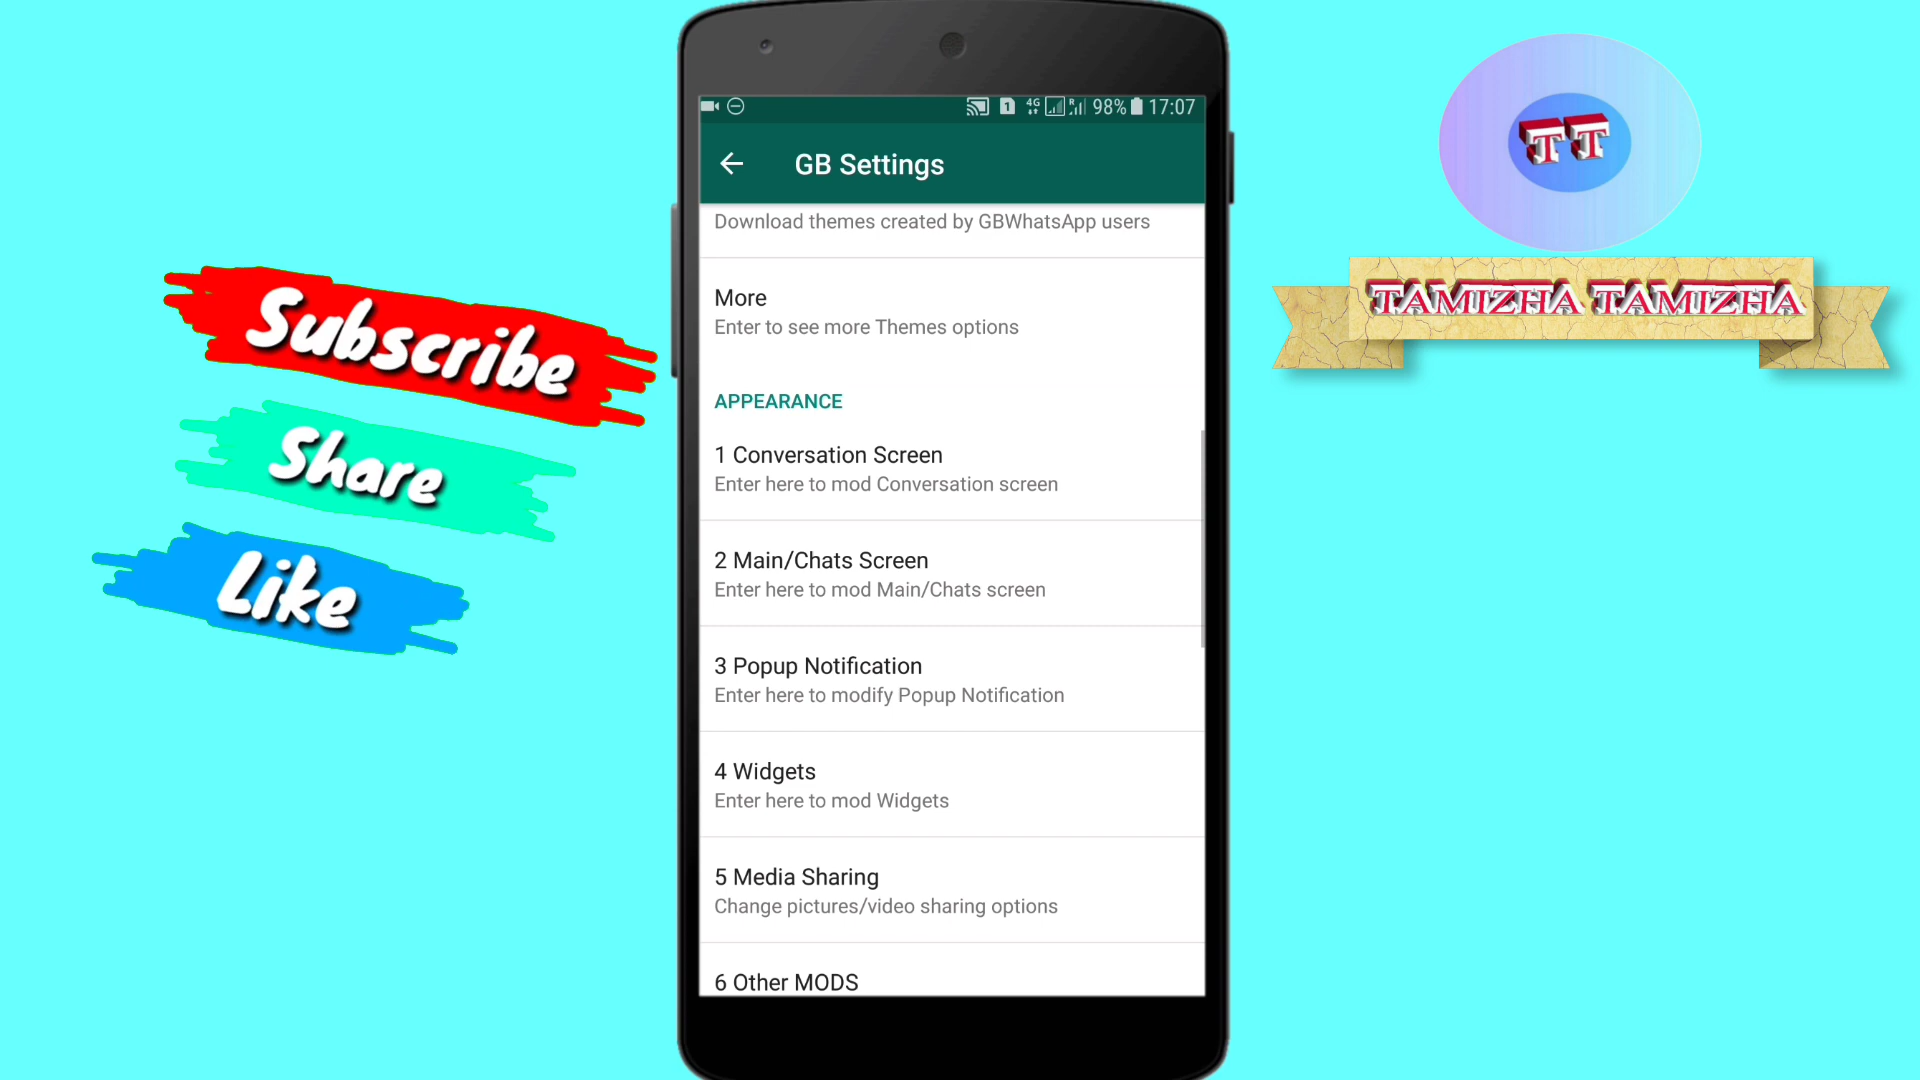 Subscribe
Share
Like
1 4G R 98% 17:07
GB Settings
Download themes created by GBWhatsApp users
More
Enter to see more Themes options
APPEARANCE
1 Conversation Screen
Enter here to mod Conversation screen
2 Main/Chats Screen
Enter here to mod Main/Chats screen
3 Popup Notification
Enter here to modify Popup Notification
4 Widgets
Enter here to mod Widgets
5 Media Sharing
Change pictures/video sharing options
6 Other MODS
TT
TAMIZHA TAMIZHA